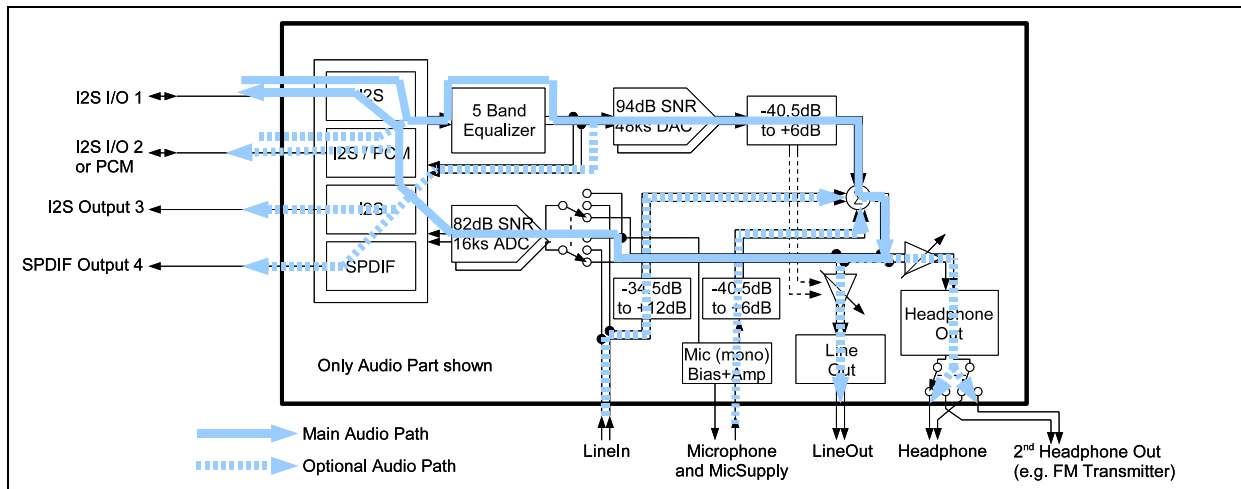 I2S I/O 1
I2S I/O 2
or PCM
I2S Output 3
SPDIF Output 4
I2S
I2S / PCM
I2S
SPDIF
5 Band
Equalizer
94dB SNR
48ks DAC
-40.5dB
to +6dB
82dB SNR
16ks ADC
Σ
-34.5dB
to +12dB
-40.5dB
to +6dB
Mic (mono)
Bias+Amp
Line
Out
Headphone
Out
Only Audio Part shown
Main Audio Path
Optional Audio Path
LineIn
Microphone
and MicSupply
LineOut
Headphone
2nd Headphone Out
(e.g. FM Transmitter)